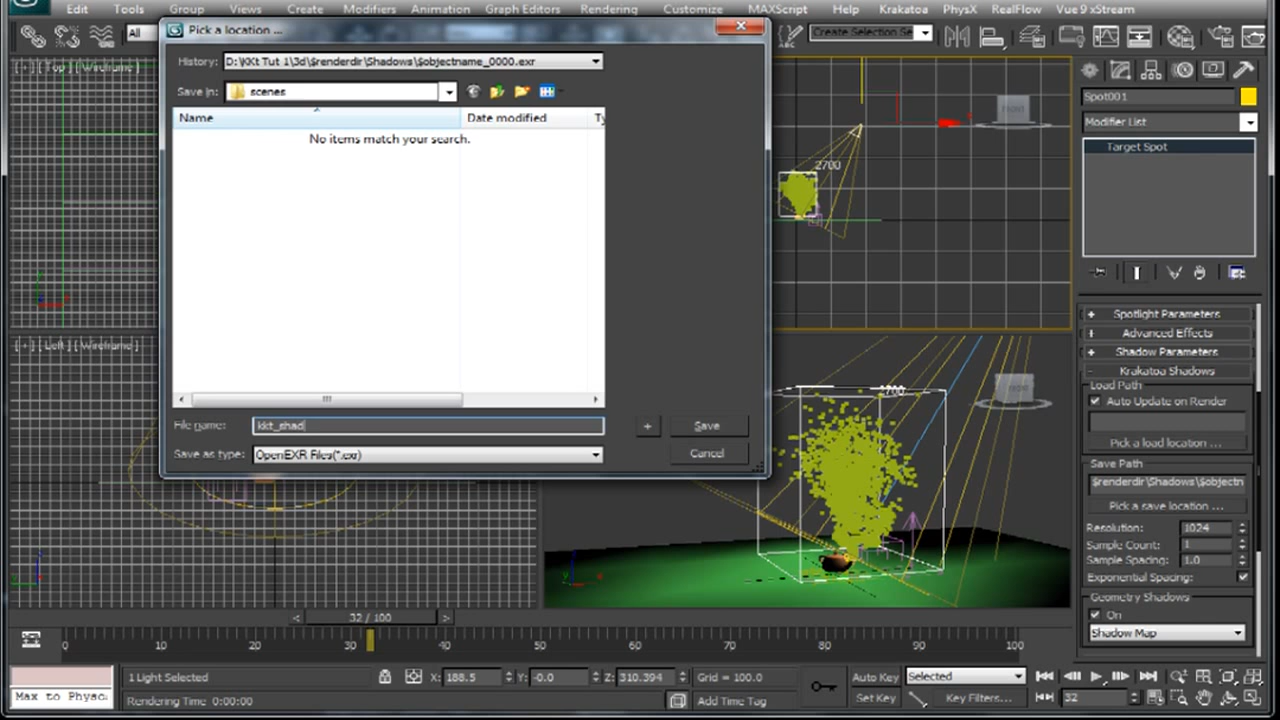 Edit Tools Group Views Create Modifiers Animation Graph Editors Rendering Customize MAXScript Help Krakatoa PhysX RealFlow Vue 9 xStream
All
Create Selection Se
Pick a location ...
History: D:\KKt Tut 1\3d\$renderdir\Shadows\$objectname_0000.exr
Save in: scenes
Name Date modified Ty
No items match your search.
File name: kkt_shad
+ Save
Save as type: OpenEXR Files(*.exr)
Cancel
[ + ] [ Top ] [ Wireframe ]
[ + ] [ Left ] [ Wireframe ]
2700
FRONT
FRONT
Spot001
Modifier List
Target Spot
+ Spotlight Parameters
+ Advanced Effects
+ Shadow Parameters
- Krakatoa Shadows
Load Path
Auto Update on Render
Pick a load location ...
Save Path
$renderdir\Shadows\$objectn
Pick a save location ...
Resolution: 1024
Sample Count: 1
Sample Spacing: 1.0
Exponential Spacing:
Geometry Shadows
On
Shadow Map
< 32 / 100 >
0 10 20 30 40 50 60 70 80 90 100
1 Light Selected
X: 188.5 Y: -0.0 Z: 310.394 Grid = 100.0
Auto Key Selected
Max to Physc
Rendering Time 0:00:00
Add Time Tag
Set Key Key Filters...
32